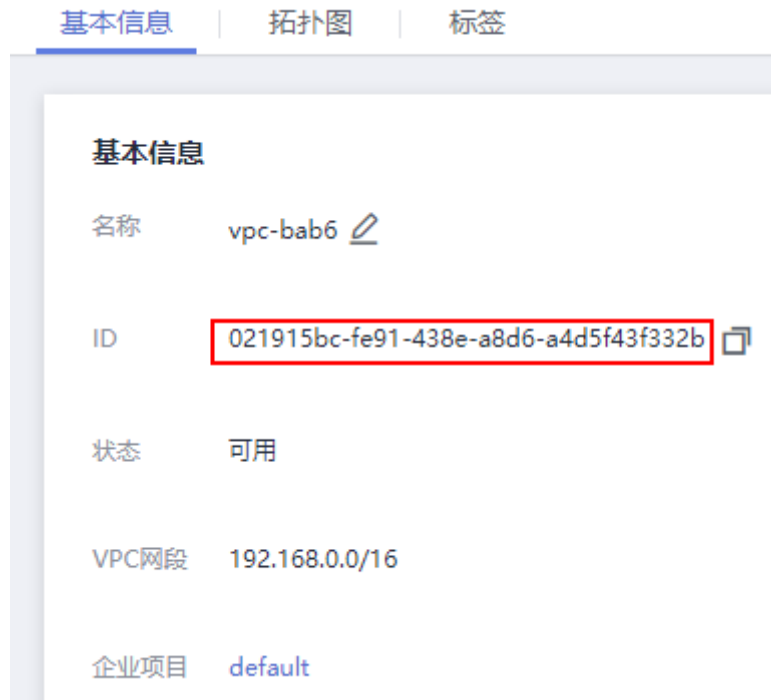 基本信息 拓扑图 标签
基本信息
名称 vpc-bab6
ID 021915bc-fe91-438e-a8d6-a4d5f43f332b
状态 可用
VPC网段 192.168.0.0/16
企业项目 default